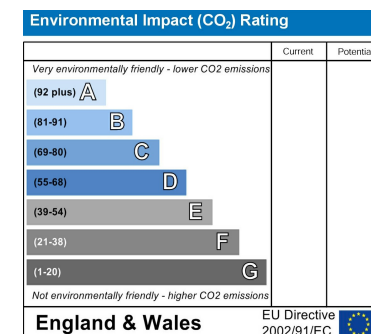 Environmental Impact (CO₂) Rating
Current Potential
Very environmentally friendly - lower CO2 emissions
(92 plus) A
(81-91) B
(69-80) C
(55-68) D
(39-54) E
(21-38) F
(1-20) G
Not environmentally friendly - higher CO2 emissions
England & Wales
EU Directive
2002/91/EC